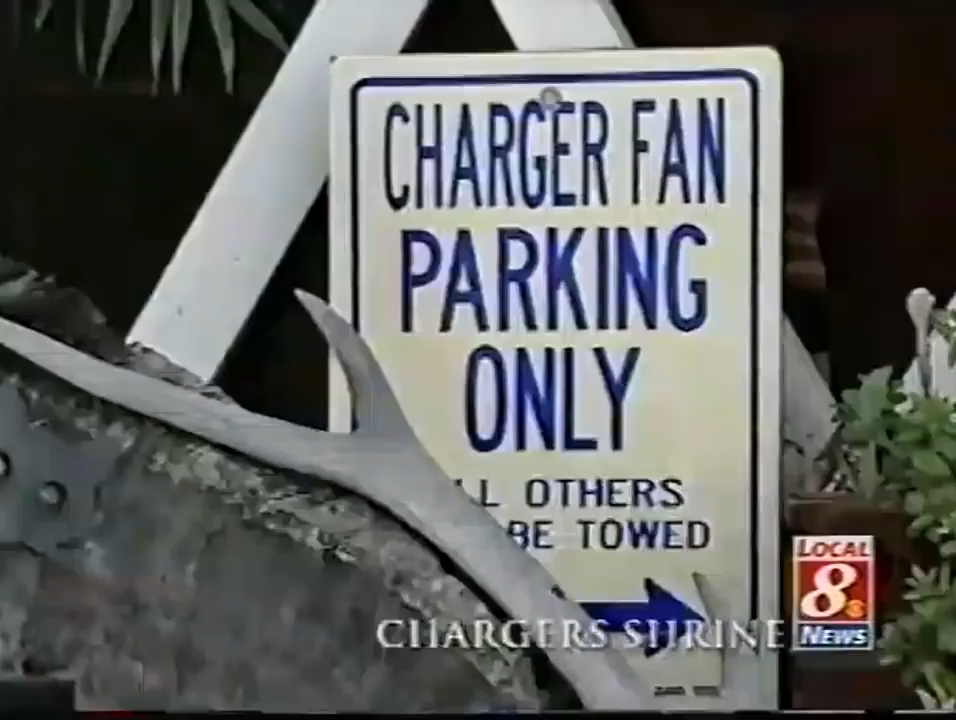 CHARGER FAN
PARKING
ONLY
LL OTHERS
BE TOWED
CHARGERS SHRINE
LOCAL
8
NEWS